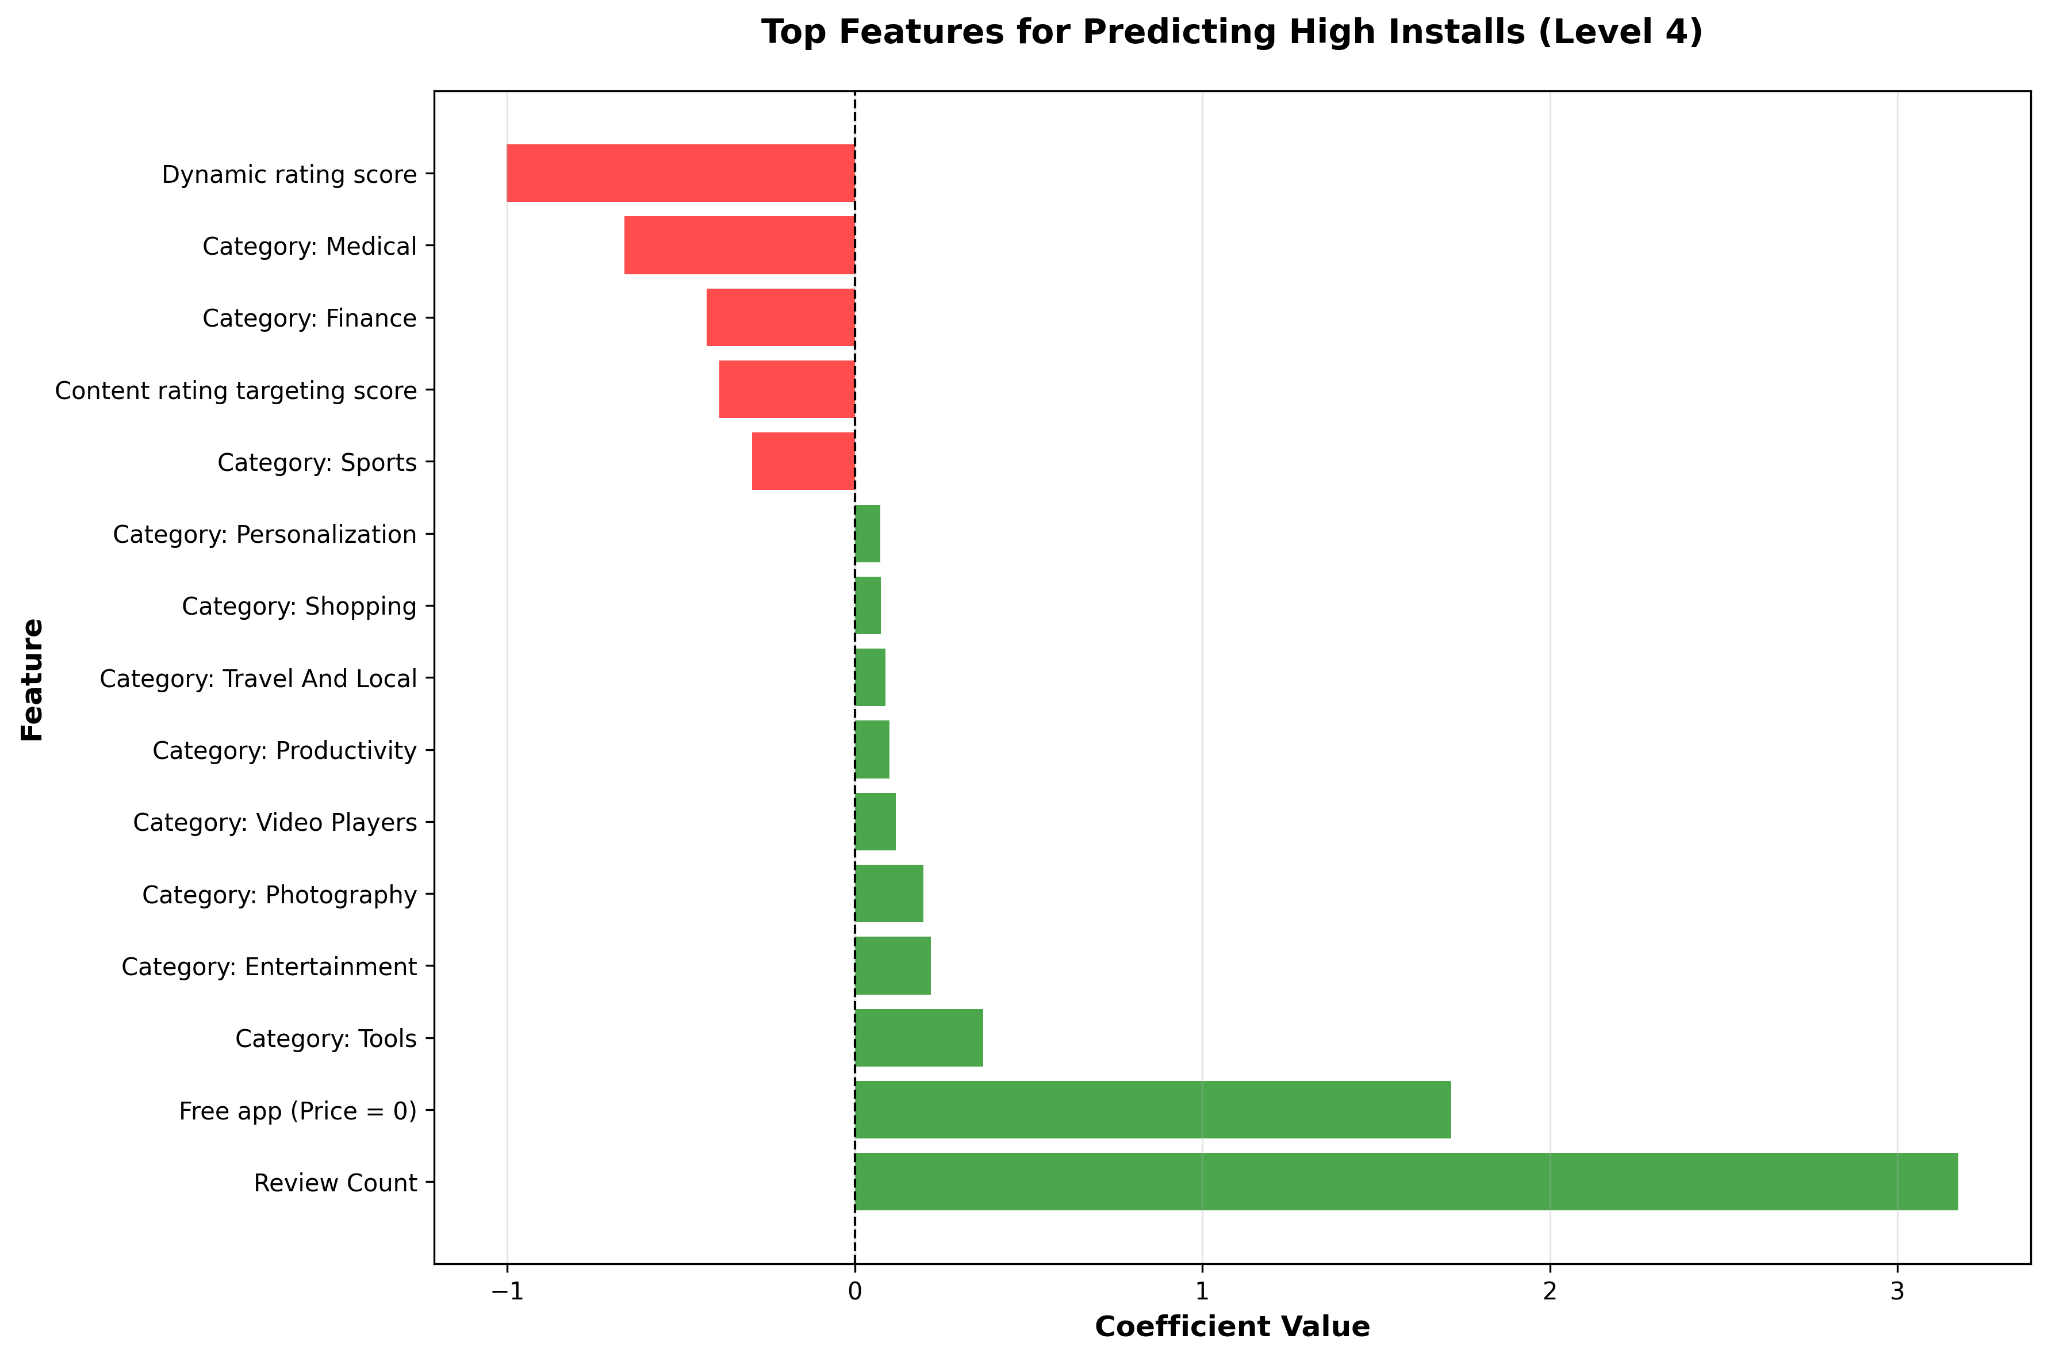 Top Features for Predicting High Installs (Level 4)
Feature
Dynamic rating score
Category: Medical
Category: Finance
Content rating targeting score
Category: Sports
Category: Personalization
Category: Shopping
Category: Travel And Local
Category: Productivity
Category: Video Players
Category: Photography
Category: Entertainment
Category: Tools
Free app (Price = 0)
Review Count
−1 0 1 2 3
Coefficient Value